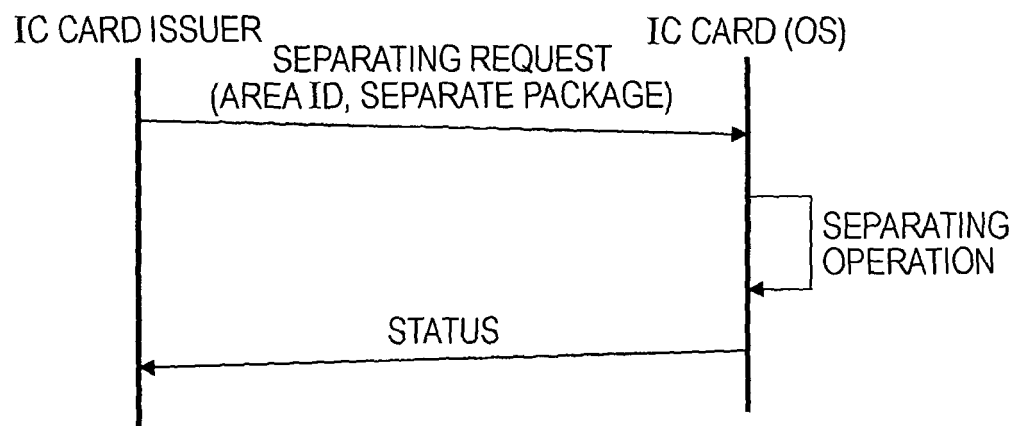 IC CARD ISSUER
IC CARD (OS)
SEPARATING REQUEST
(AREA ID, SEPARATE PACKAGE)
SEPARATING
OPERATION
STATUS